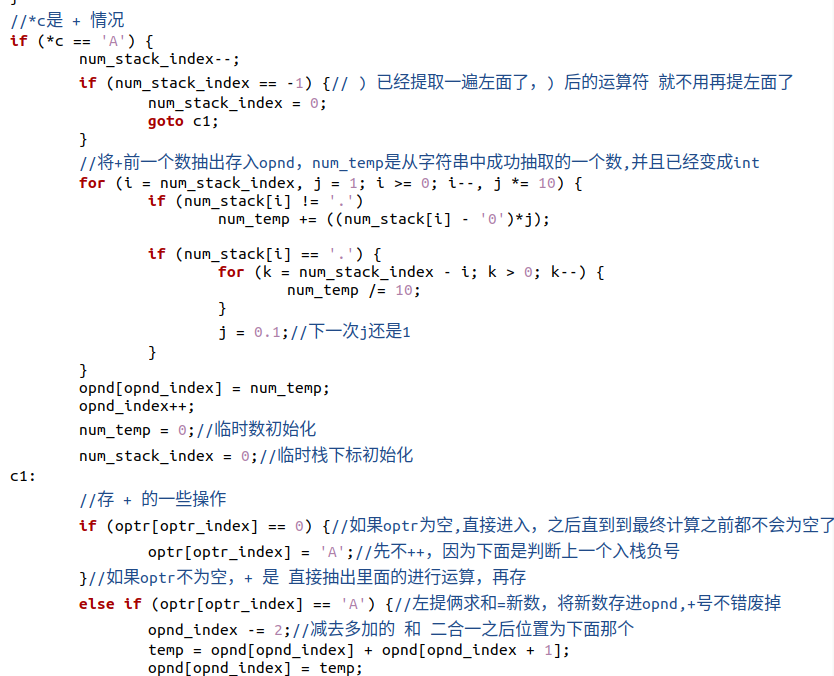 }
//*c是 + 情况
if (*c == 'A') {
num_stack_index--;
if (num_stack_index == -1) {// ) 已经提取一遍左面了,) 后的运算符 就不用再提左面了
num_stack_index = 0;
goto c1;
}
//将+前一个数抽出存入opnd, num_temp是从字符串中成功抽取的一个数,并且已经变成int
for (i = num_stack_index, j = 1; i >= 0; i--, j *= 10) {
if (num_stack[i] != '.')
num_temp += ((num_stack[i] - '0')*j);
if (num_stack[i] == '.') {
for (k = num_stack_index - i; k > 0; k--) {
num_temp /= 10;
}
j = 0.1;//下一次j还是1
}
}
opnd[opnd_index] = num_temp;
opnd_index++;
num_temp = 0;//临时数初始化
num_stack_index = 0;//临时栈下标初始化
c1:
//存 + 的一些操作
if (optr[optr_index] == 0) {//如果optr为空,直接进入,之后直到到最终计算之前都不会为空了
optr[optr_index] = 'A';//先不++,因为下面是判断上一个入栈负号
}//如果optr不为空,+ 是 直接抽出里面的进行运算,再存
else if (optr[optr_index] == 'A') {//左提俩求和=新数,将新数存进opnd,+号不错废掉
opnd_index -= 2;//减去多加的 和 二合一之后位置为下面那个
temp = opnd[opnd_index] + opnd[opnd_index + 1];
opnd[opnd_index] = temp;